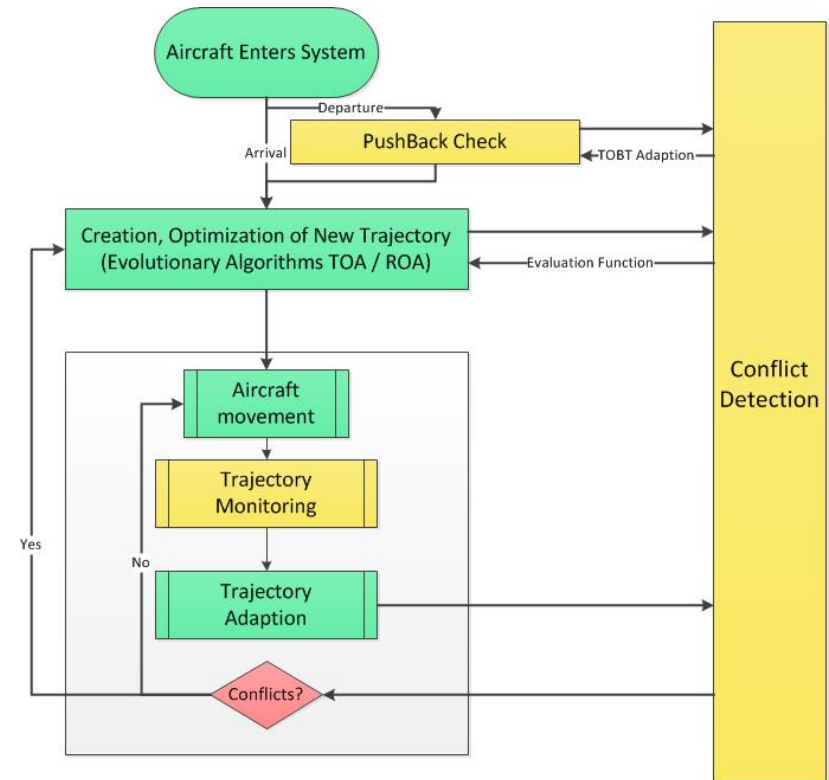 Aircraft Enters System
Departure
PushBack Check
Arrival
TOBT Adaption
Creation, Optimization of New Trajectory
(Evolutionary Algorithms TOA / ROA)
Evaluation Function
Conflict
Detection
Aircraft
movement
Trajectory
Monitoring
Yes
No
Trajectory
Adaption
Conflicts?